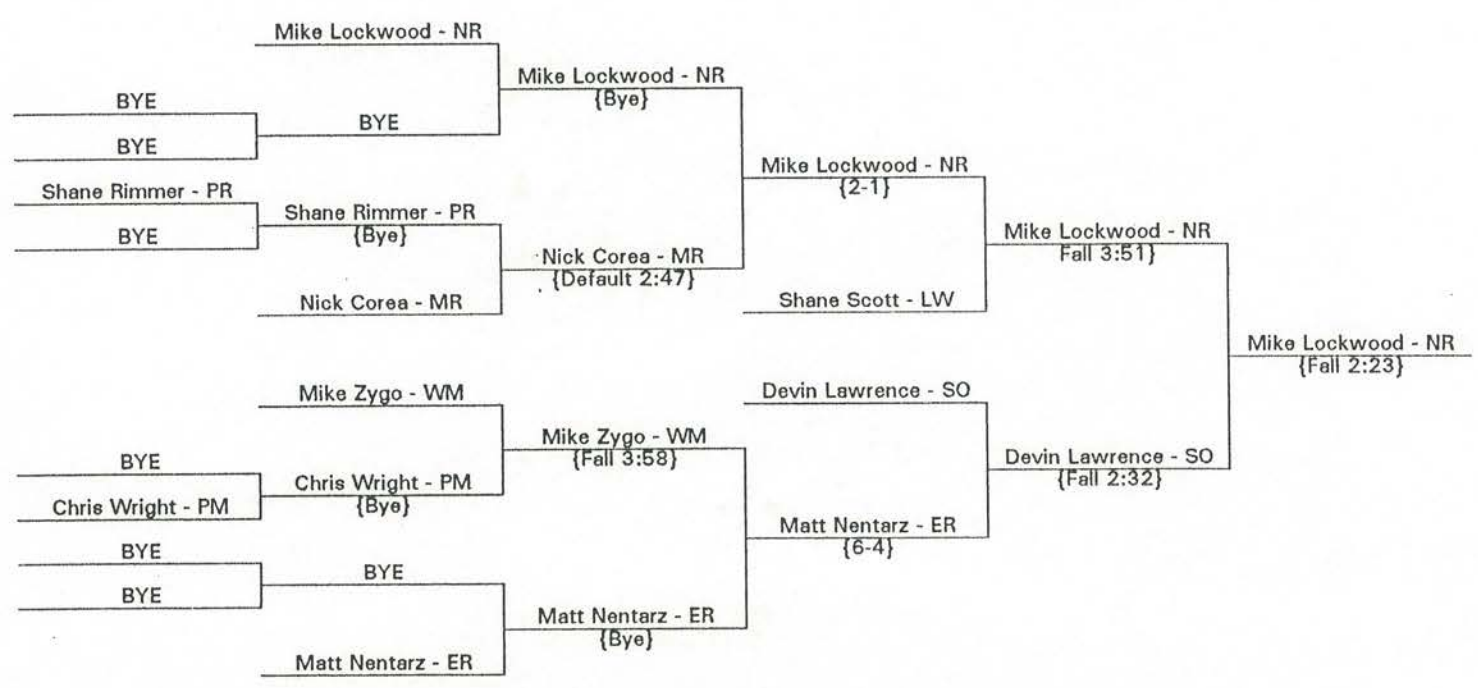 Mike Lockwood - NR
Mike Lockwood - NR
{Bye}
BYE
BYE
BYE
Mike Lockwood - NR
{2-1}
Shane Rimmer - PR
Shane Rimmer - PR
{Bye}
BYE
Mike Lockwood - NR
Fall 3:51}
Nick Corea - MR
{Default 2:47}
Nick Corea - MR
Shane Scott - LW
Mike Lockwood - NR
{Fall 2:23}
Mike Zygo - WM
Devin Lawrence - SO
Mike Zygo - WM
{Fall 3:58}
BYE
Devin Lawrence - SO
{Fall 2:32}
Chris Wright - PM
{Bye}
Chris Wright - PM
Matt Nentarz - ER
{6-4}
BYE
BYE
BYE
Matt Nentarz - ER
{Bye}
Matt Nentarz - ER